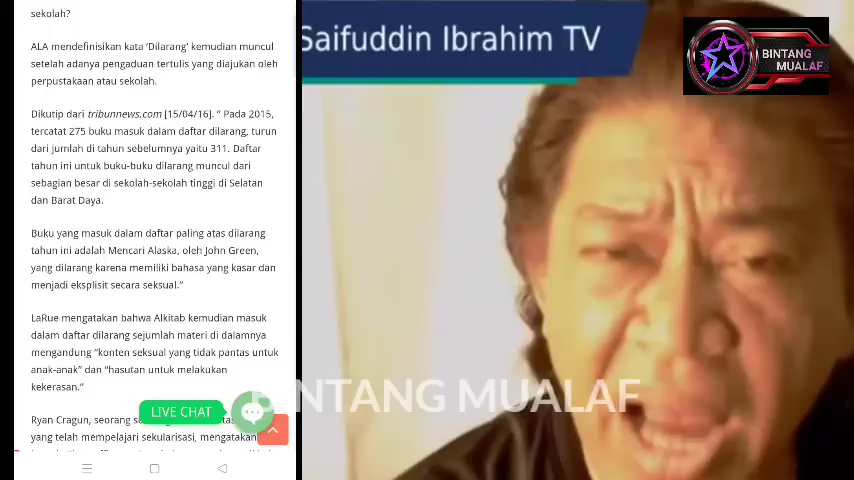 sekolah?
ALA mendefinisikan kata ‘Dilarang’ kemudian muncul
setelah adanya pengaduan tertulis yang diajukan oleh
perpustakaan atau sekolah.
Dikutip dari tribunnews.com [15/04/16]. “ Pada 2015,
tercatat 275 buku masuk dalam daftar dilarang, turun
dari jumlah di tahun sebelumnya yaitu 311. Daftar
tahun ini untuk buku-buku dilarang muncul dari
sebagian besar di sekolah-sekolah tinggi di Selatan
dan Barat Daya.
Buku yang masuk dalam daftar paling atas dilarang
tahun ini adalah Mencari Alaska, oleh John Green,
yang dilarang karena memiliki bahasa yang kasar dan
menjadi eksplisit secara seksual.”
LaRue mengatakan bahwa Alkitab kemudian masuk
dalam daftar dilarang sejumlah materi di dalamnya
mengandung “konten seksual yang tidak pantas untuk
anak-anak” dan “hasutan untuk melakukan
kekerasan.”
LIVE CHAT
Ryan Cragun, seorang
yang telah mempelajari sekularisasi, mengatakan
Saifuddin Ibrahim TV
BINTANG
MUALAF
BINTANG MUALAF